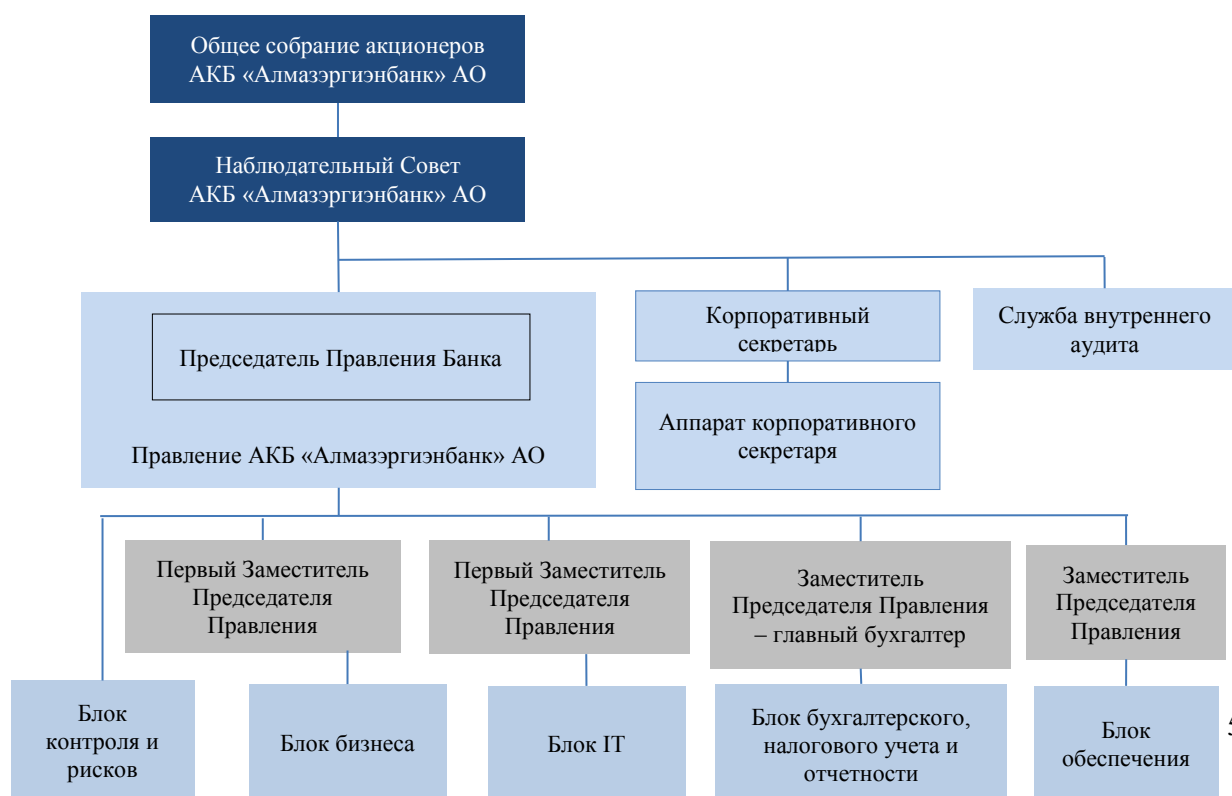 Общее собрание акционеров
АКБ «Алмазэргиэнбанк» АО
Наблюдательный Совет
АКБ «Алмазэргиэнбанк» АО
Председатель Правления Банка
Правление АКБ «Алмазэргиэнбанк» АО
Корпоративный
секретарь
Аппарат корпоративного
секретаря
Служба внутреннего
аудита
Первый Заместитель
Председателя
Правления
Первый Заместитель
Председателя
Правления
Заместитель
Председателя Правления
– главный бухгалтер
Заместитель
Председателя
Правления
Блок
контроля и
рисков
Блок бизнеса
Блок IT
Блок бухгалтерского,
налогового учета и
отчетности
Блок
обеспечения